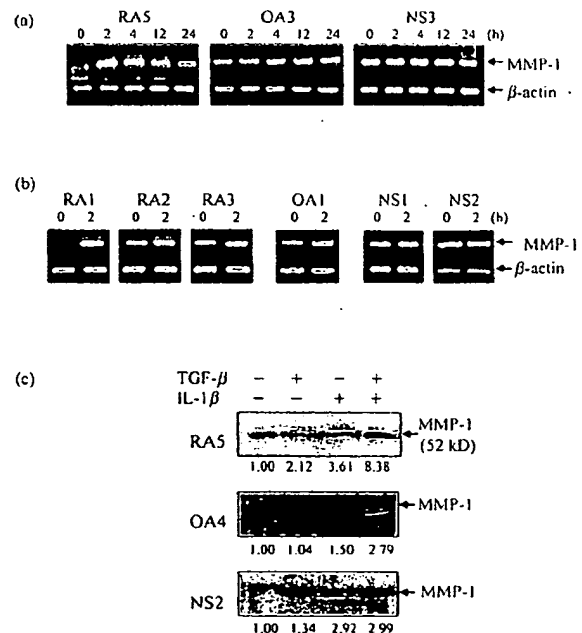 (a) RA5 OA3 NS3
0 2 4 12 24 0 2 4 12 24 0 2 4 12 24 (h)
MMP-1
β-actin
(b) RA1 RA2 RA3 OA1 NS1 NS2
0 2 0 2 0 2 0 2 0 2 0 2 (h)
MMP-1
β-actin
(c) TGF-β − + − +
IL-1β − − + +
RA5 MMP-1
(52 kD)
1.00 2.12 3.61 8.38
OA4 MMP-1
1.00 1.04 1.50 2.79
NS2 MMP-1
1.00 1.34 2.92 2.99